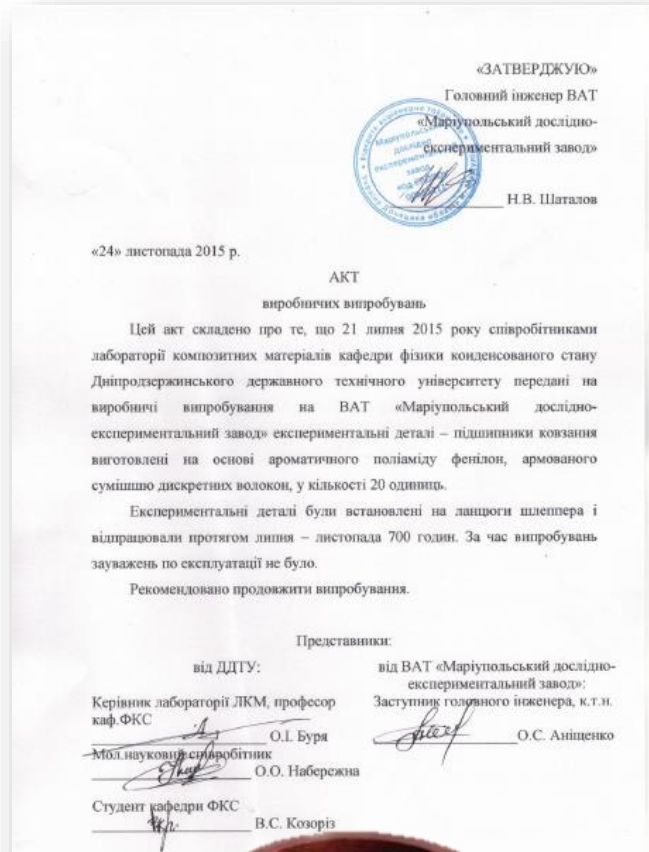 «ЗАТВЕРДЖУЮ»
Головний інженер ВАТ
«Маріупольський дослідно-
експериментальний завод»
Н.В. Шаталов
«24» листопада 2015 р.
АКТ
виробничих випробувань
Цей акт складено про те, що 21 липня 2015 року співробітниками
лабораторії композитних матеріалів кафедри фізики конденсованого стану
Дніпродзержинського державного технічного університету передані на
виробничі випробування на ВАТ «Маріупольський дослідно-
експериментальний завод» експериментальні деталі – підшипники ковзання
виготовлені на основі ароматичного поліаміду фенілон, армованого
сумішшю дискретних волокон, у кількості 20 одиниць.
Експериментальні деталі були встановлені на ланцюги шлеппера і
відпрацювали протягом липня – листопада 700 годин. За час випробувань
зауважень по експлуатації не було.
Рекомендовано продовжити випробування.
Представники:
від ДДТУ:
Керівник лабораторії ЛКМ, професор
каф.ФКС
О.І. Буря
Мол.науковий співробітник
О.О. Набережна
Студент кафедри ФКС
В.С. Козоріз
від ВАТ «Маріупольський дослідно-
експериментальний завод»:
Заступник головного інженера, к.т.н.
О.С. Аніщенко